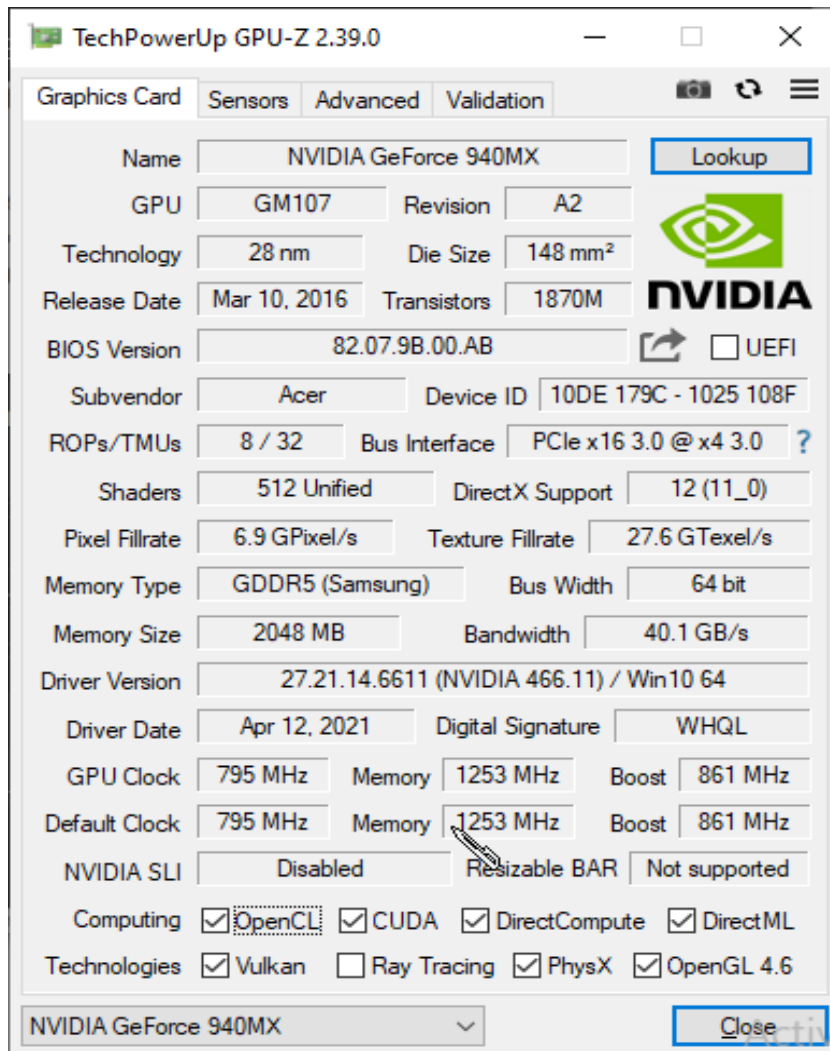 TechPowerUp GPU-Z 2.39.0
Graphics Card Sensors Advanced Validation
Name NVIDIA GeForce 940MX Lookup
GPU GM107 Revision A2
Technology 28 nm Die Size 148 mm²
NVIDIA
Release Date Mar 10, 2016 Transistors 1870M
BIOS Version 82.07.9B.00.AB UEFI
Subvendor Acer Device ID 10DE 179C - 1025 108F
ROPs/TMUs 8 / 32 Bus Interface PCIe x16 3.0 @ x4 3.0 ?
Shaders 512 Unified DirectX Support 12 (11_0)
Pixel Fillrate 6.9 GPixel/s Texture Fillrate 27.6 GTexel/s
Memory Type GDDR5 (Samsung) Bus Width 64 bit
Memory Size 2048 MB Bandwidth 40.1 GB/s
Driver Version 27.21.14.6611 (NVIDIA 466.11) / Win10 64
Driver Date Apr 12, 2021 Digital Signature WHQL
GPU Clock 795 MHz Memory 1253 MHz Boost 861 MHz
Default Clock 795 MHz Memory 1253 MHz Boost 861 MHz
NVIDIA SLI Disabled Resizable BAR Not supported
Computing OpenCL CUDA DirectCompute DirectML
Technologies Vulkan Ray Tracing PhysX OpenGL 4.6
NVIDIA GeForce 940MX Close